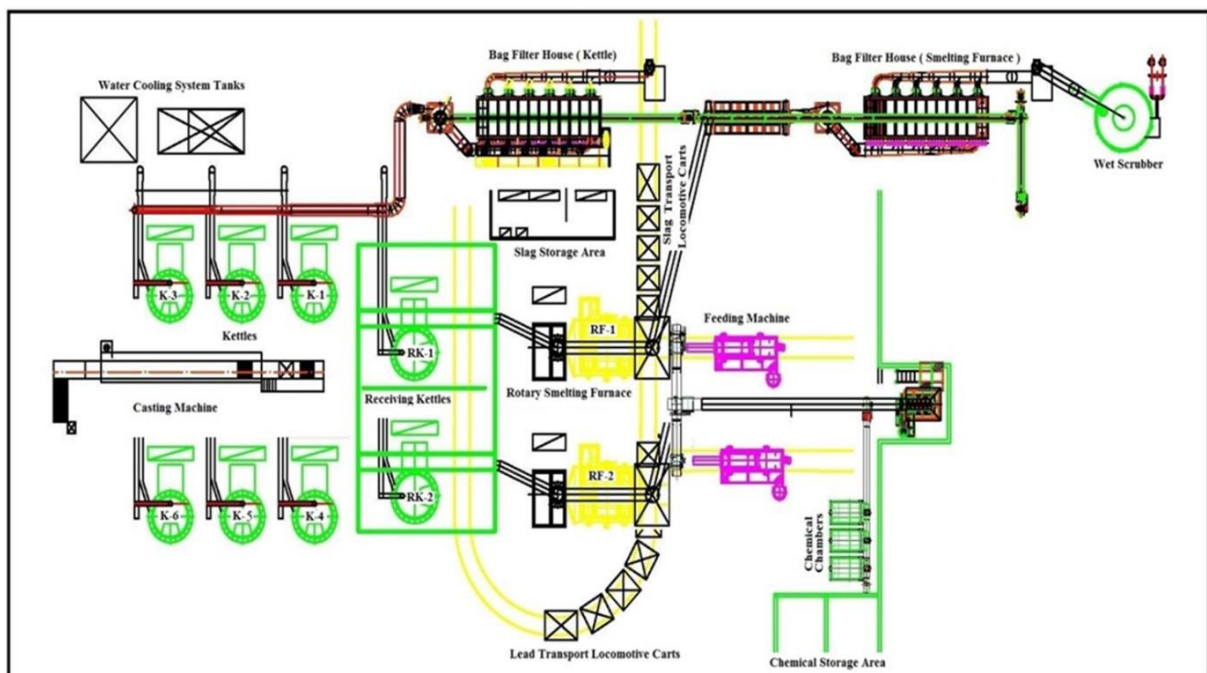 Bag Filter House ( Kettle)
Bag Filter House ( Smelting Furnace )
Water Cooling System Tanks
Wet Scrubber
Slag Transport
Locomotive Carts
Slag Storage Area
K-3
K-2
K-1
Kettles
RK-1
RF-1
Feeding Machine
Receiving Kettles
Rotary Smelting Furnace
Casting Machine
K-6
K-5
K-4
RK-2
RF-2
Chemical
Chambers
Lead Transport Locomotive Carts
Chemical Storage Area